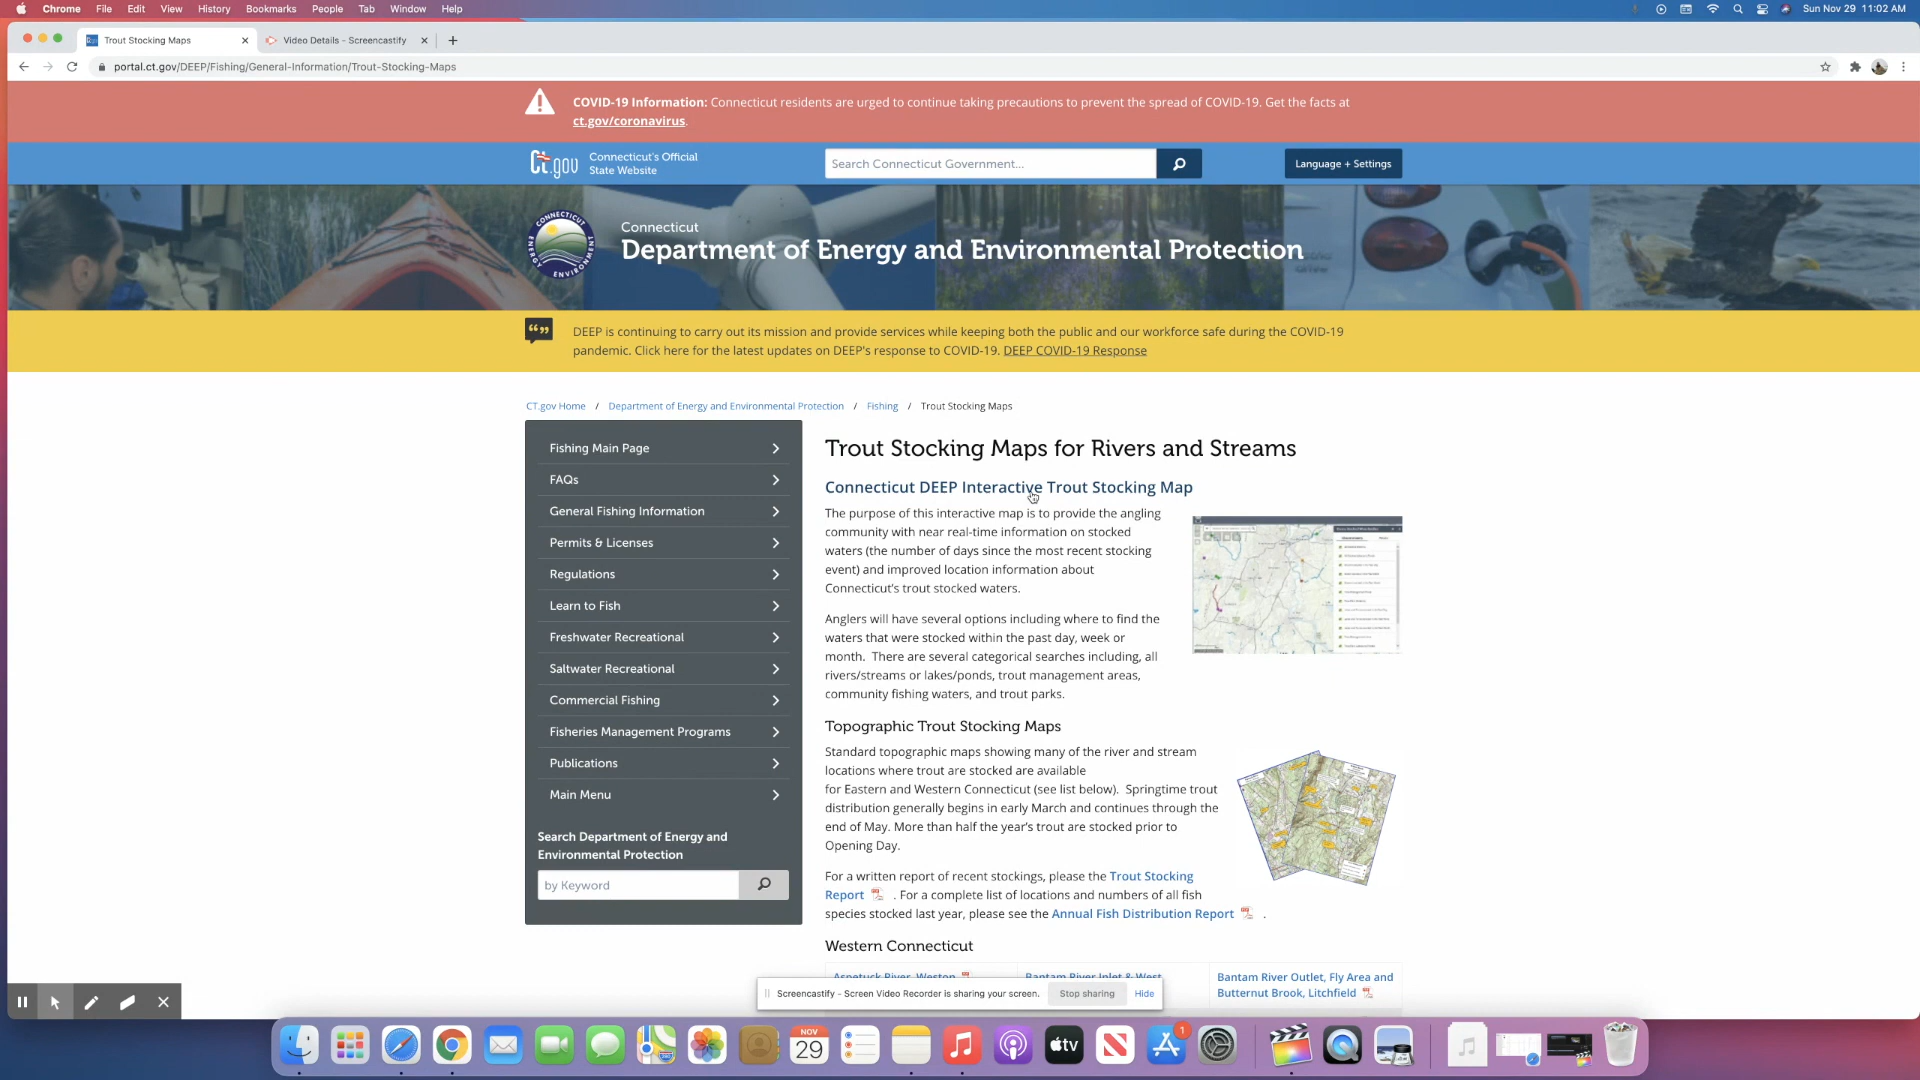 Chrome File Edit View History Bookmarks People Tab Window Help
Sun Nov 29 11:02 AM
Trout Stocking Maps
Video Details - Screencastify
portal.ct.gov/DEEP/Fishing/General-Information/Trout-Stocking-Maps
COVID-19 Information: Connecticut residents are urged to continue taking precautions to prevent the spread of COVID-19. Get the facts at
ct.gov/coronavirus.
Ct.gov
Connecticut's Official
State Website
Search Connecticut Government...
Language + Settings
CONNECTICUT
ENERGY ENVIRONMENT
Connecticut
Department of Energy and Environmental Protection
DEEP is continuing to carry out its mission and provide services while keeping both the public and our workforce safe during the COVID-19
pandemic. Click here for the latest updates on DEEP's response to COVID-19. DEEP COVID-19 Response
CT.gov Home / Department of Energy and Environmental Protection / Fishing / Trout Stocking Maps
Fishing Main Page
FAQs
General Fishing Information
Permits & Licenses
Regulations
Learn to Fish
Freshwater Recreational
Saltwater Recreational
Commercial Fishing
Fisheries Management Programs
Publications
Main Menu
Search Department of Energy and
Environmental Protection
by Keyword
Trout Stocking Maps for Rivers and Streams
Connecticut DEEP Interactive Trout Stocking Map
The purpose of this interactive map is to provide the angling
community with near real-time information on stocked
waters (the number of days since the most recent stocking
event) and improved location information about
Connecticut's trout stocked waters.
Anglers will have several options including where to find the
waters that were stocked within the past day, week or
month. There are several categorical searches including, all
rivers/streams or lakes/ponds, trout management areas,
community fishing waters, and trout parks.
Topographic Trout Stocking Maps
Standard topographic maps showing many of the river and stream
locations where trout are stocked are available
for Eastern and Western Connecticut (see list below). Springtime trout
distribution generally begins in early March and continues through the
end of May. More than half the year's trout are stocked prior to
Opening Day.
For a written report of recent stockings, please the Trout Stocking
Report . For a complete list of locations and numbers of all fish
species stocked last year, please see the Annual Fish Distribution Report .
Western Connecticut
Aspetuck River, Weston
Bantam River Inlet & West
Bantam River Outlet, Fly Area and
Butternut Brook, Litchfield
Screencastify - Screen Video Recorder is sharing your screen.
Stop sharing
Hide
NOV
29
tv
1